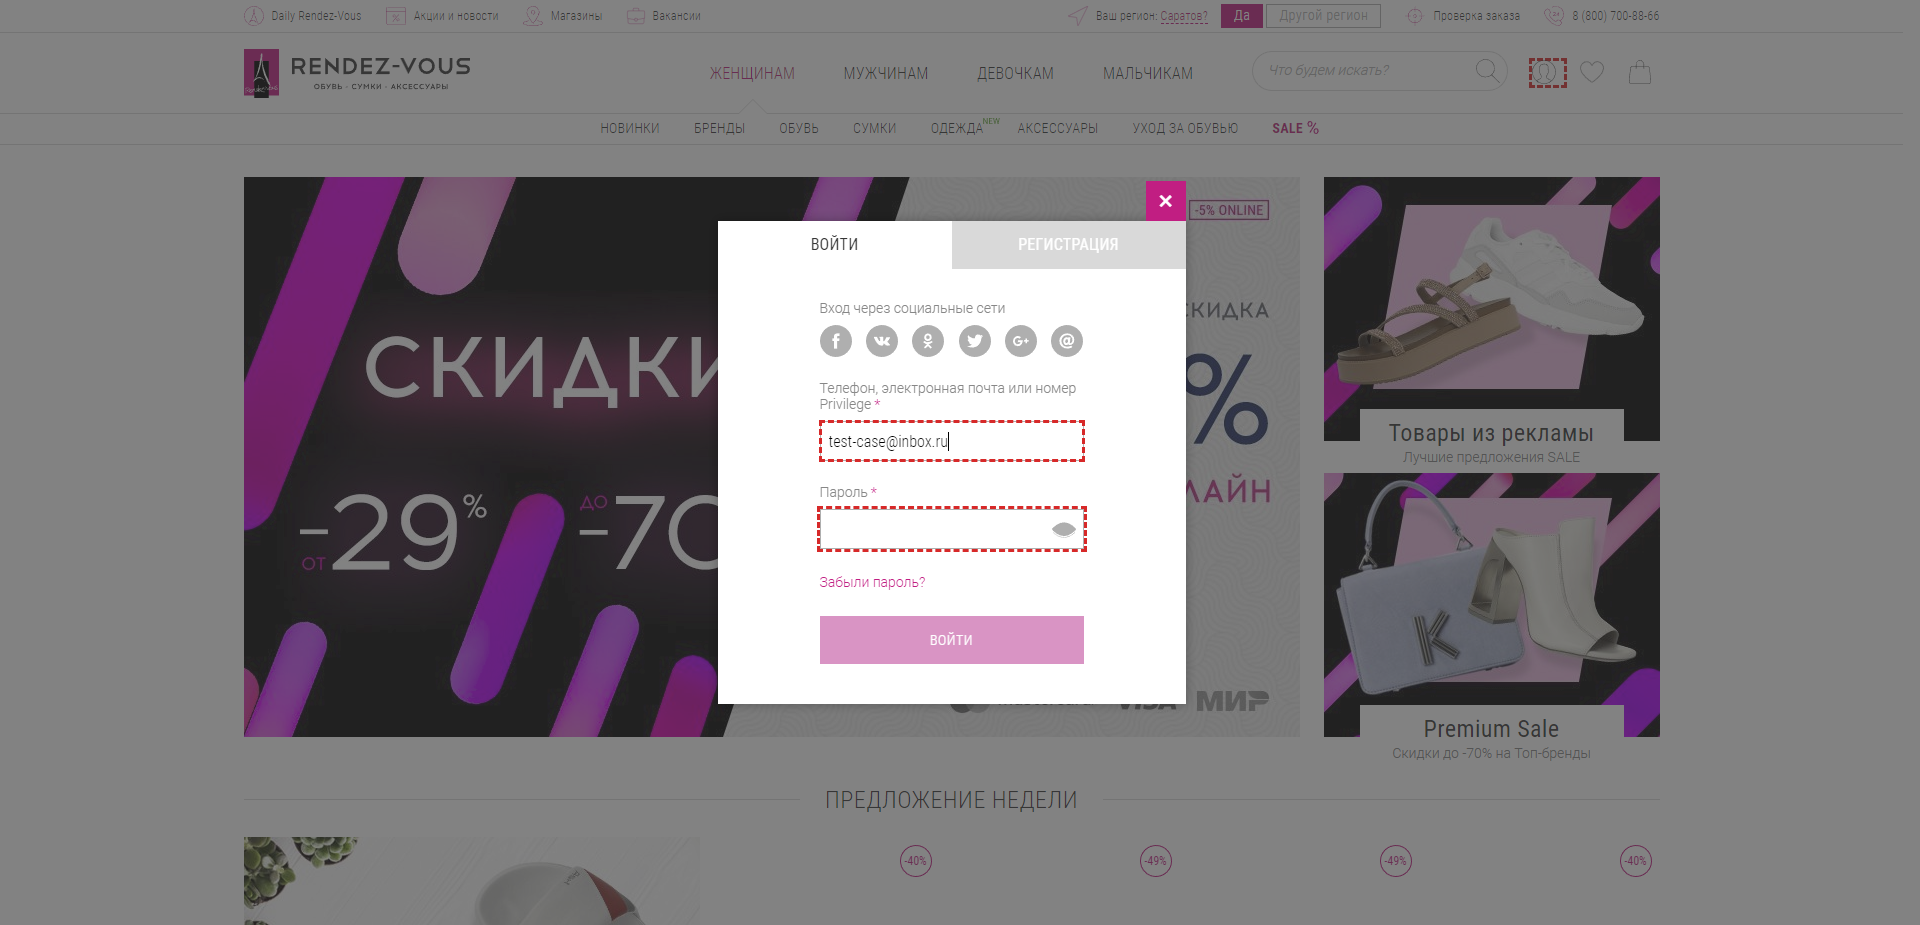 Daily Rendez-Vous
Акции и новости
Магазины
Вакансии
Ваш регион: Саратов?
Да
Другой регион
Проверка заказа
8 (800) 700-88-66
RENDEZ-VOUS
ОБУВЬ · СУМКИ · АКСЕССУАРЫ
ЖЕНЩИНАМ
МУЖЧИНАМ
ДЕВОЧКАМ
МАЛЬЧИКАМ
Что будем искать?
НОВИНКИ
БРЕНДЫ
ОБУВЬ
СУМКИ
ОДЕЖДА NEW
АКСЕССУАРЫ
УХОД ЗА ОБУВЬЮ
SALE %
-5% ONLINE
СКИДКИ
ОТ -29%
ДО -70
СКИДКА
%
ЛАЙН
VISA
МИР
ВОЙТИ
РЕГИСТРАЦИЯ
Вход через социальные сети
Телефон, электронная почта или номер
Privilege *
test-case@inbox.ru
Пароль *
Забыли пароль?
ВОЙТИ
Товары из рекламы
Лучшие предложения SALE
K
Premium Sale
Скидки до -70% на Топ-бренды
ПРЕДЛОЖЕНИЕ НЕДЕЛИ
-40%
-49%
-49%
-40%